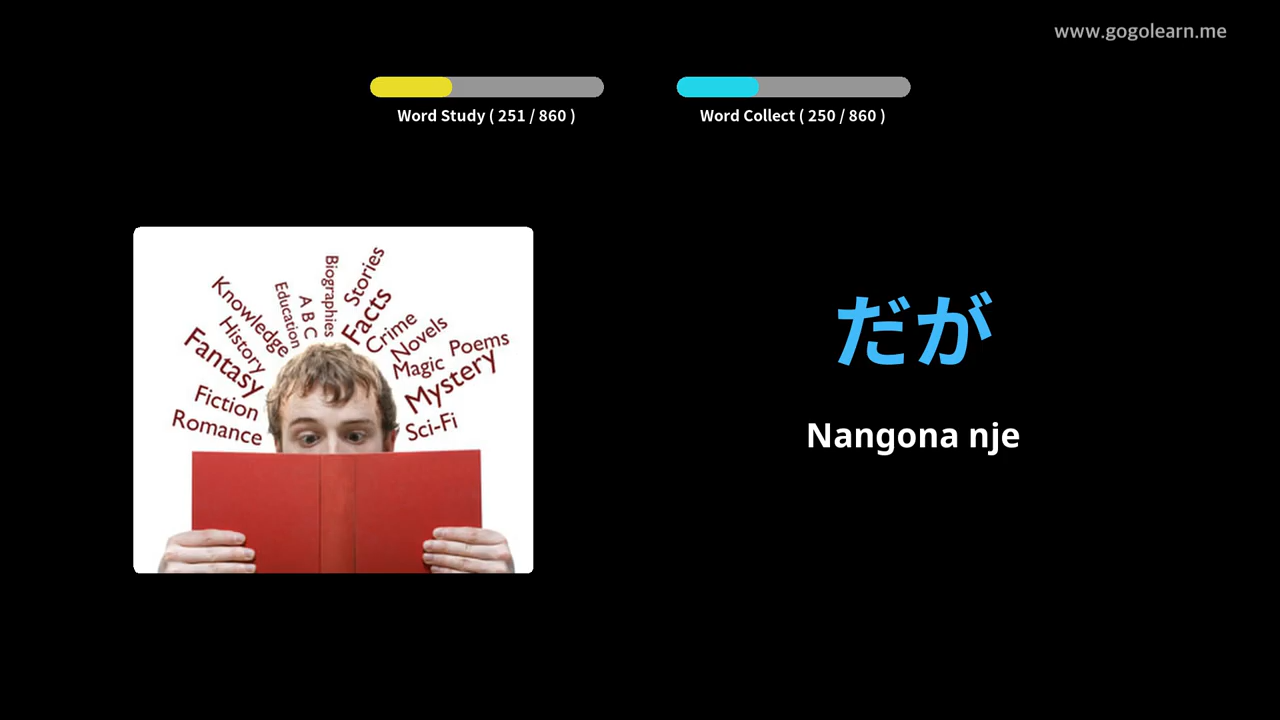 www.gogolearn.me
Word Study ( 251 / 860 )
Word Collect ( 250 / 860 )
Biographies
Stories
Education
A B C
Facts
Knowledge
Crime
History
Novels
Fantasy
Magic
Poems
Mystery
Fiction
Romance
Sci-Fi
だが
Nangona nje